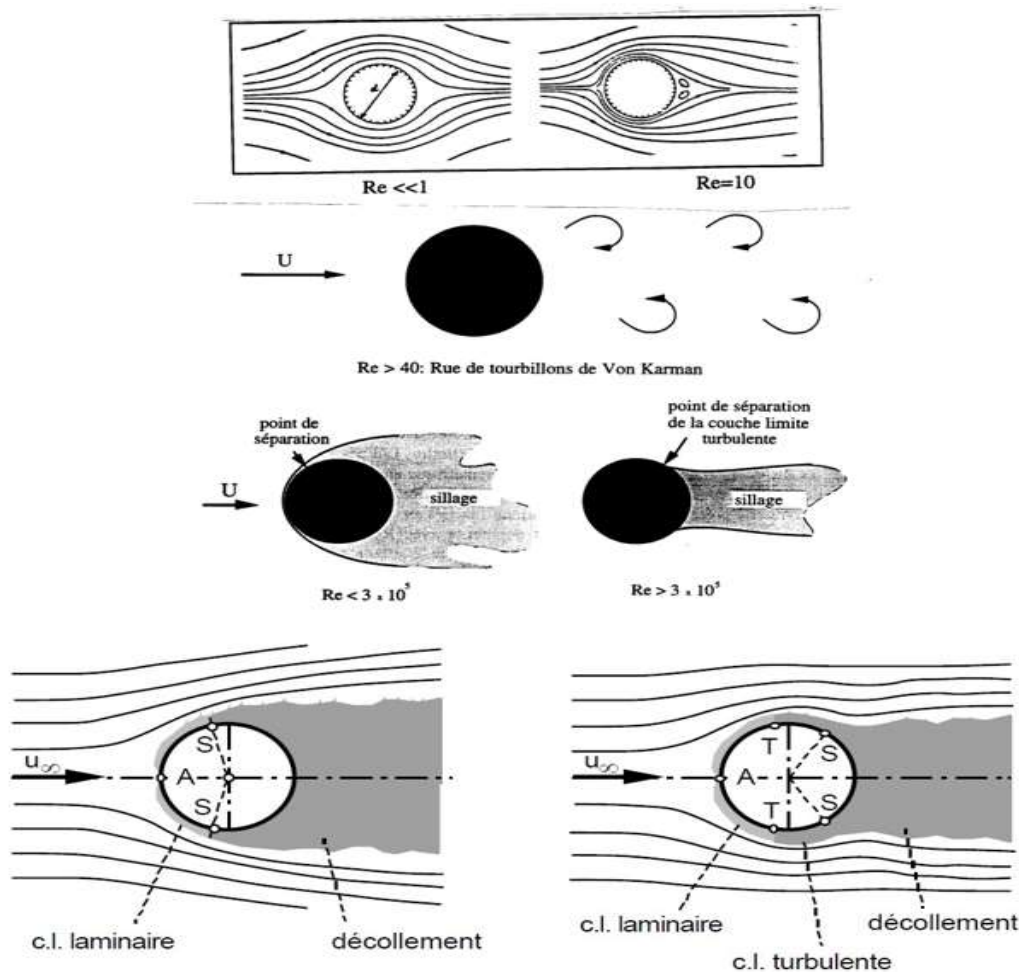 d
Re <<1
Re=10
U
Re > 40: Rue de tourbillons de Von Karman
point de
séparation
point de séparation
de la couche limite
turbulente
U
sillage
sillage
Re < 3 x 10⁵
Re > 3 x 10⁵
u∞
A
S
S
c.l. laminaire
décollement
u∞
A
T
T
S
S
c.l. laminaire
c.l. turbulente
décollement